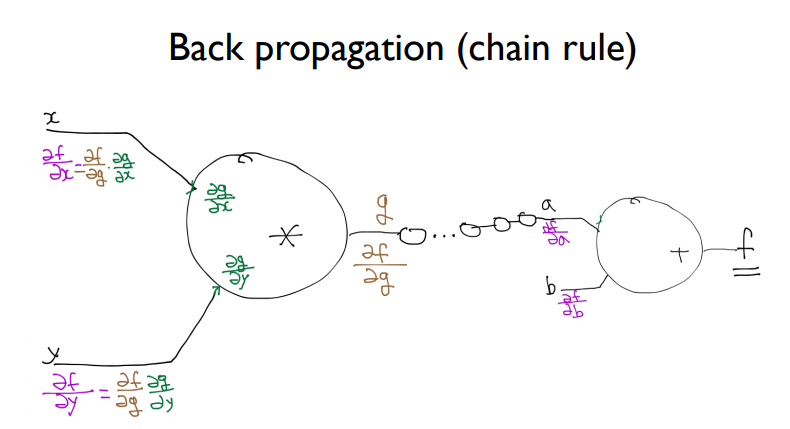 Back propagation (chain rule)
x
∂f/∂x = ∂f/∂g · ∂g/∂x
∂g/∂x
*
∂g/∂y
g
∂f/∂g
...
a
∂f/∂a
b
∂f/∂b
+
f
y
∂f/∂y = ∂f/∂g ∂g/∂y